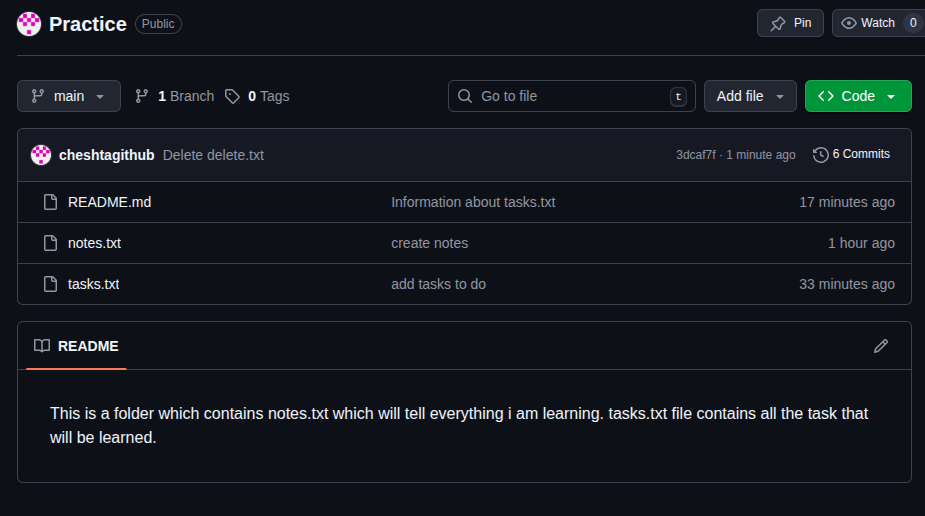 Practice Public Pin Watch 0
main 1 Branch 0 Tags Go to file t Add file Code
cheshtagithub Delete delete.txt 3dcaf7f · 1 minute ago 6 Commits
README.md Information about tasks.txt 17 minutes ago
notes.txt create notes 1 hour ago
tasks.txt add tasks to do 33 minutes ago
README
This is a folder which contains notes.txt which will tell everything i am learning. tasks.txt file contains all the task that
will be learned.